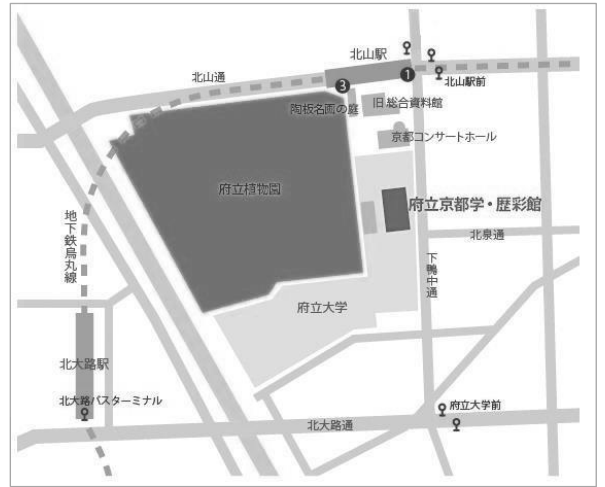 北山駅
北山通
1
3
北山駅前
陶板名画の庭
旧 総合資料館
京都コンサートホール
府立植物園
府立京都学・歴彩館
地下鉄烏丸線
北泉通
下鴨中通
府立大学
北大路駅
北大路バスターミナル
府立大学前
北大路通